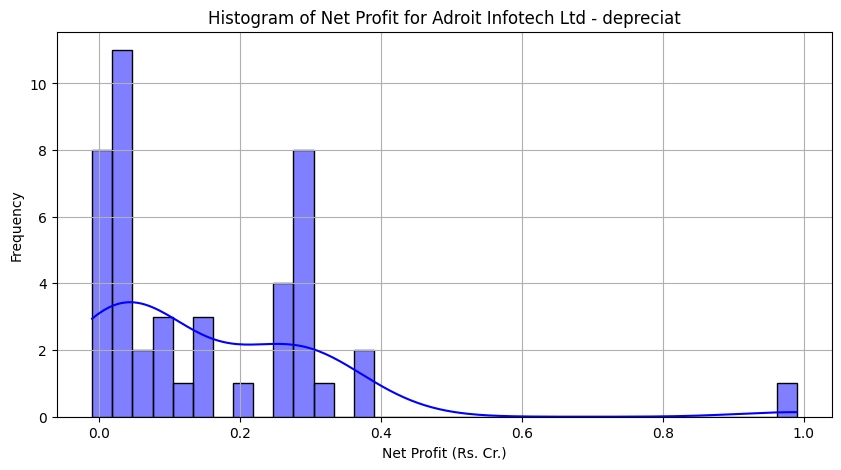 Histogram of Net Profit for Adroit Infotech Ltd - depreciat
Frequency
10
8
6
4
2
0
0.0 0.2 0.4 0.6 0.8 1.0
Net Profit (Rs. Cr.)